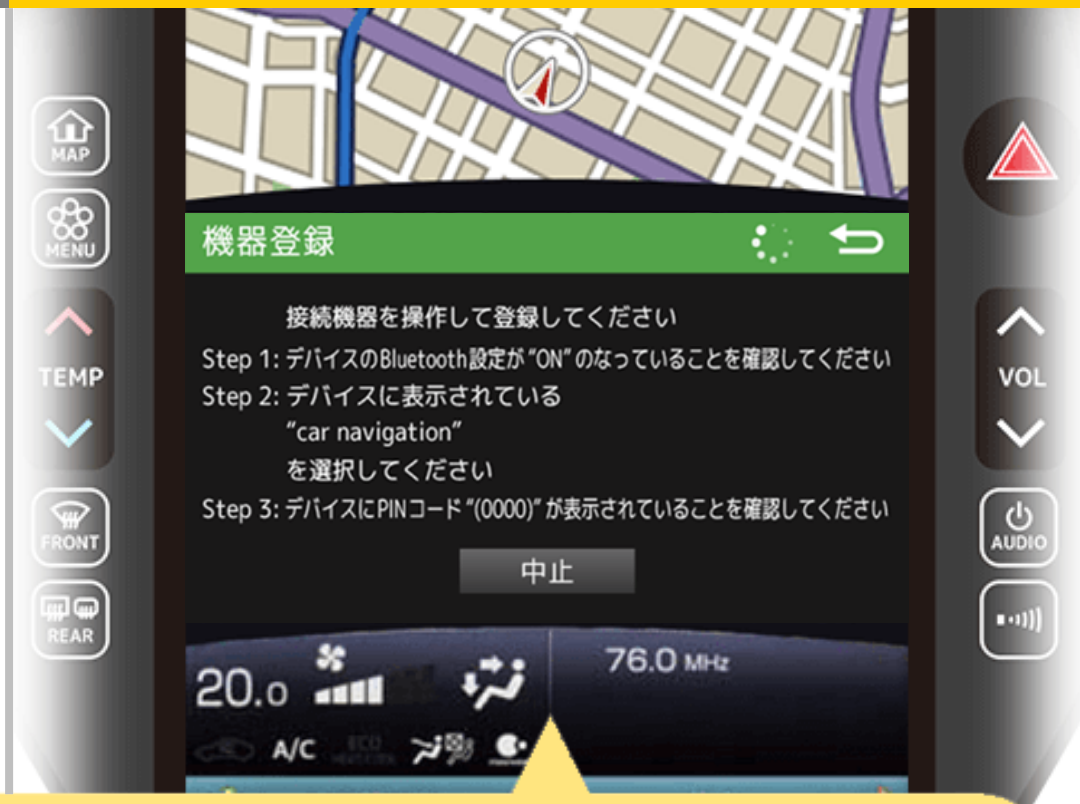 MAP
MENU
TEMP
FRONT
REAR
機器登録
接続機器を操作して登録してください
Step 1: デバイスのBluetooth設定が“ON”のなっていることを確認してください
Step 2: デバイスに表示されている
“car navigation”
を選択してください
Step 3: デバイスにPINコード“(0000)”が表示されていることを確認してください
中止
20.0
76.0 MHz
A/C
ECO
VOL
AUDIO